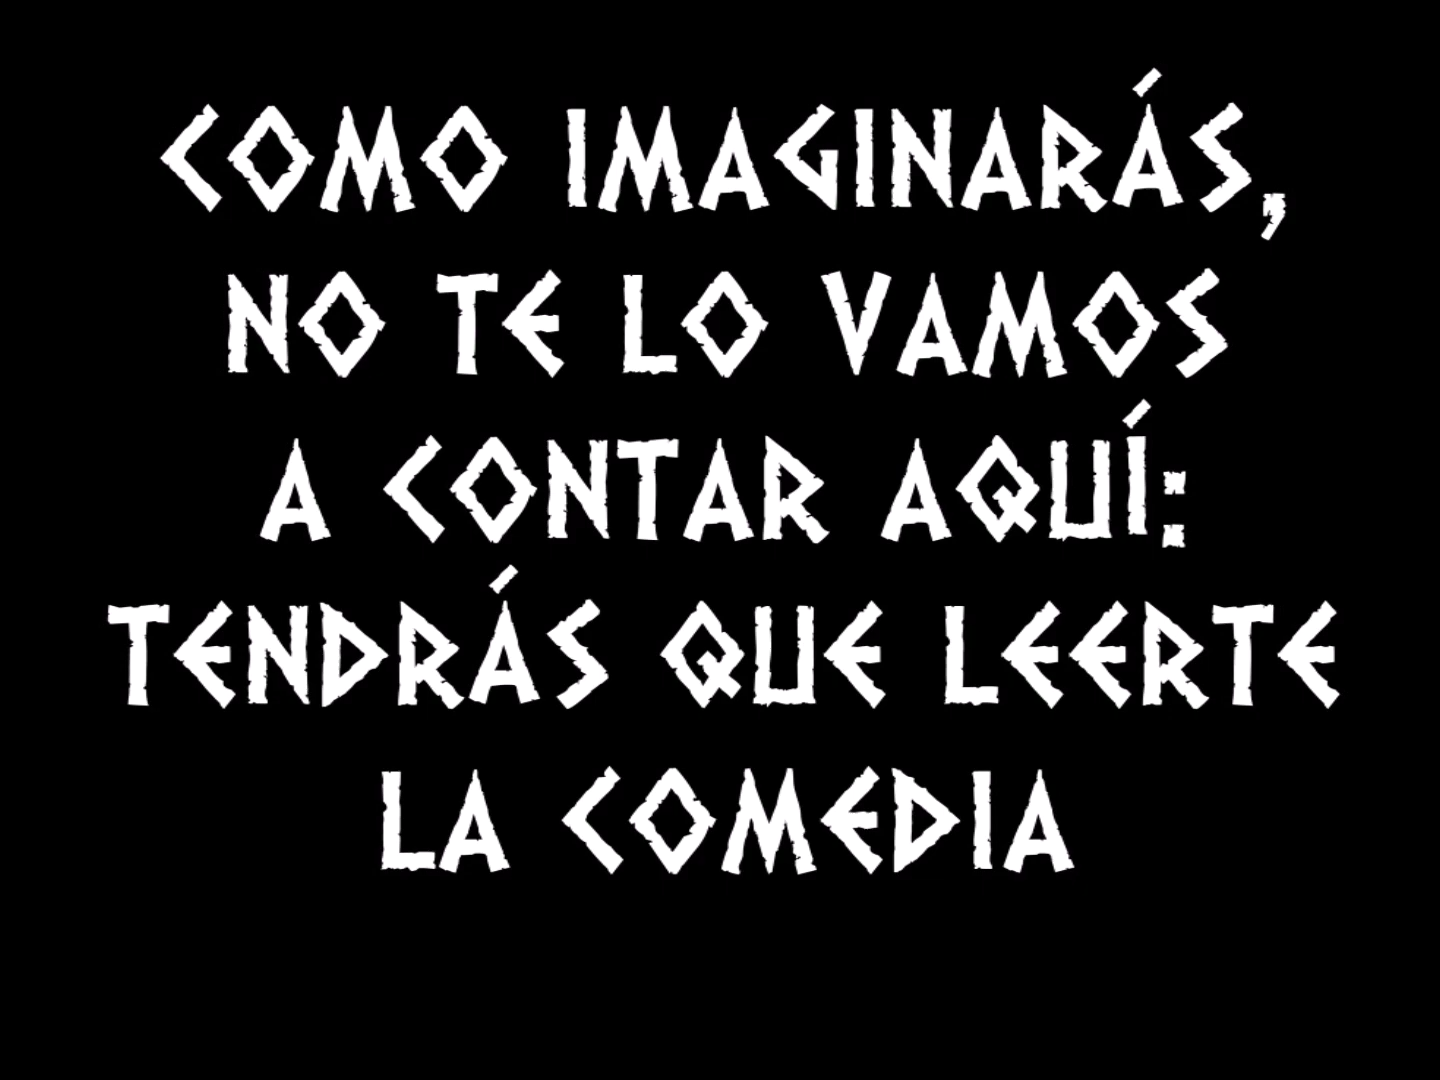 COMO IMAGINARÁS,
NO TE LO VAMOS
A CONTAR AQUÍ:
TENDRÁS QUE LEERTE
LA COMEDIA